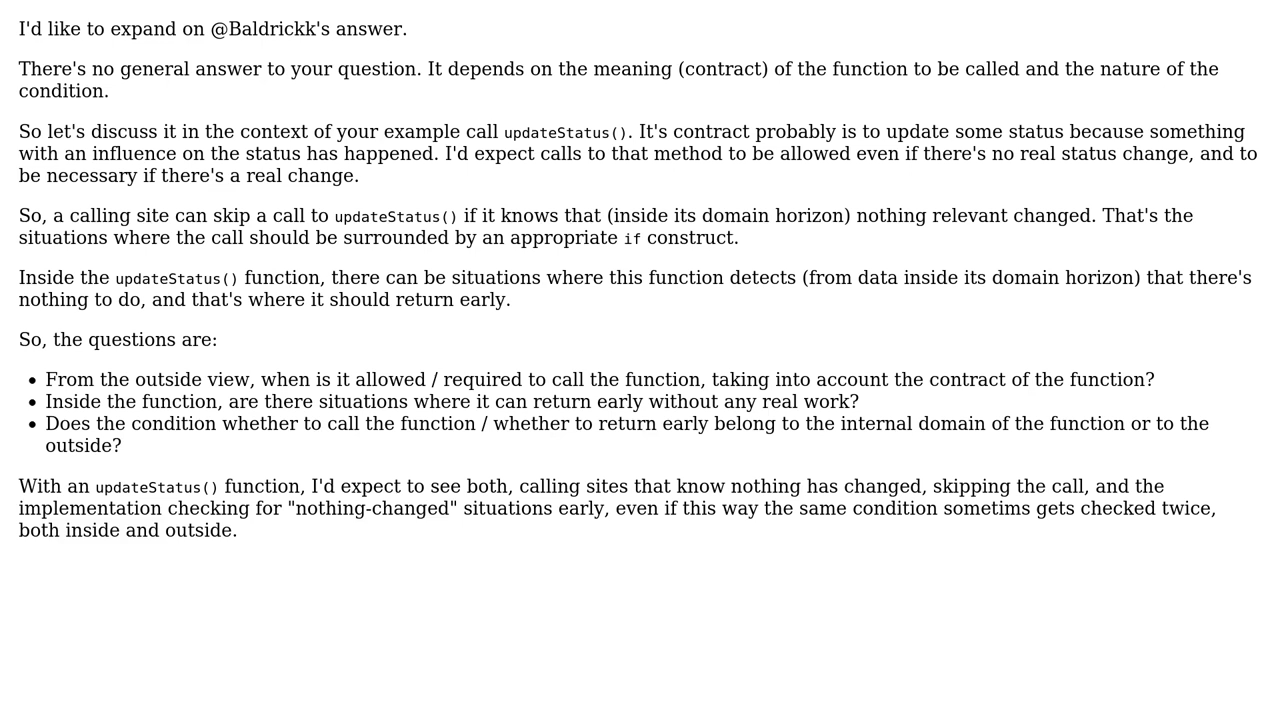 I'd like to expand on @Baldrickk's answer.
There's no general answer to your question. It depends on the meaning (contract) of the function to be called and the nature of the
condition.
So let's discuss it in the context of your example call updateStatus(). It's contract probably is to update some status because something
with an influence on the status has happened. I'd expect calls to that method to be allowed even if there's no real status change, and to
be necessary if there's a real change.
So, a calling site can skip a call to updateStatus() if it knows that (inside its domain horizon) nothing relevant changed. That's the
situations where the call should be surrounded by an appropriate if construct.
Inside the updateStatus() function, there can be situations where this function detects (from data inside its domain horizon) that there's
nothing to do, and that's where it should return early.
So, the questions are:
• From the outside view, when is it allowed / required to call the function, taking into account the contract of the function?
• Inside the function, are there situations where it can return early without any real work?
• Does the condition whether to call the function / whether to return early belong to the internal domain of the function or to the
outside?
With an updateStatus() function, I'd expect to see both, calling sites that know nothing has changed, skipping the call, and the
implementation checking for "nothing-changed" situations early, even if this way the same condition sometims gets checked twice,
both inside and outside.